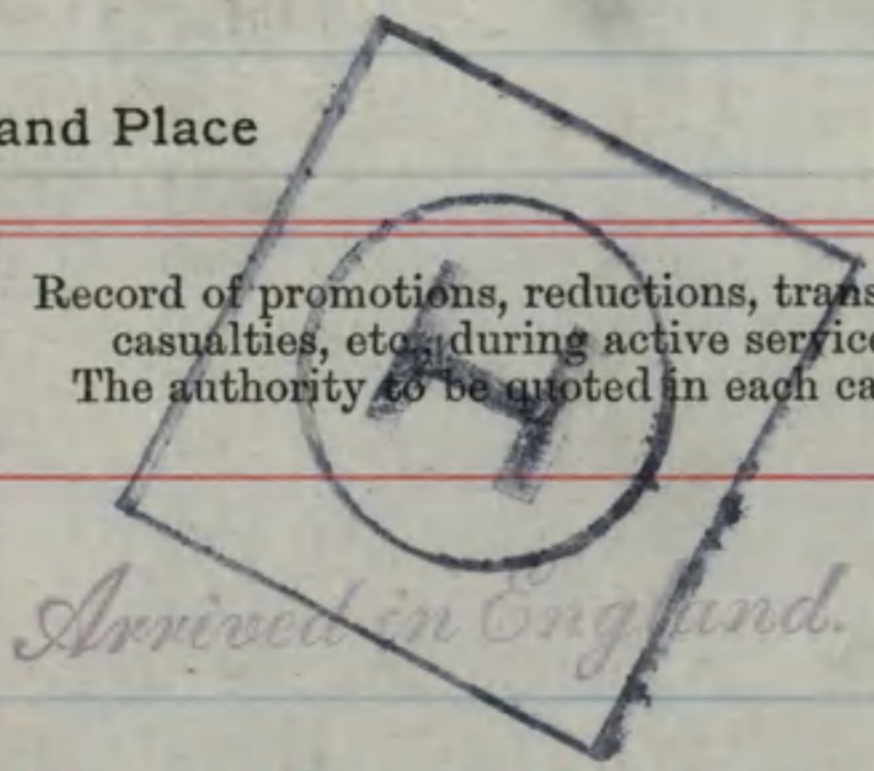 and Place
Record of promotions, reductions, trans
casualties, etc., during active service
The authority to be quoted in each ca
H
Arrived in England.